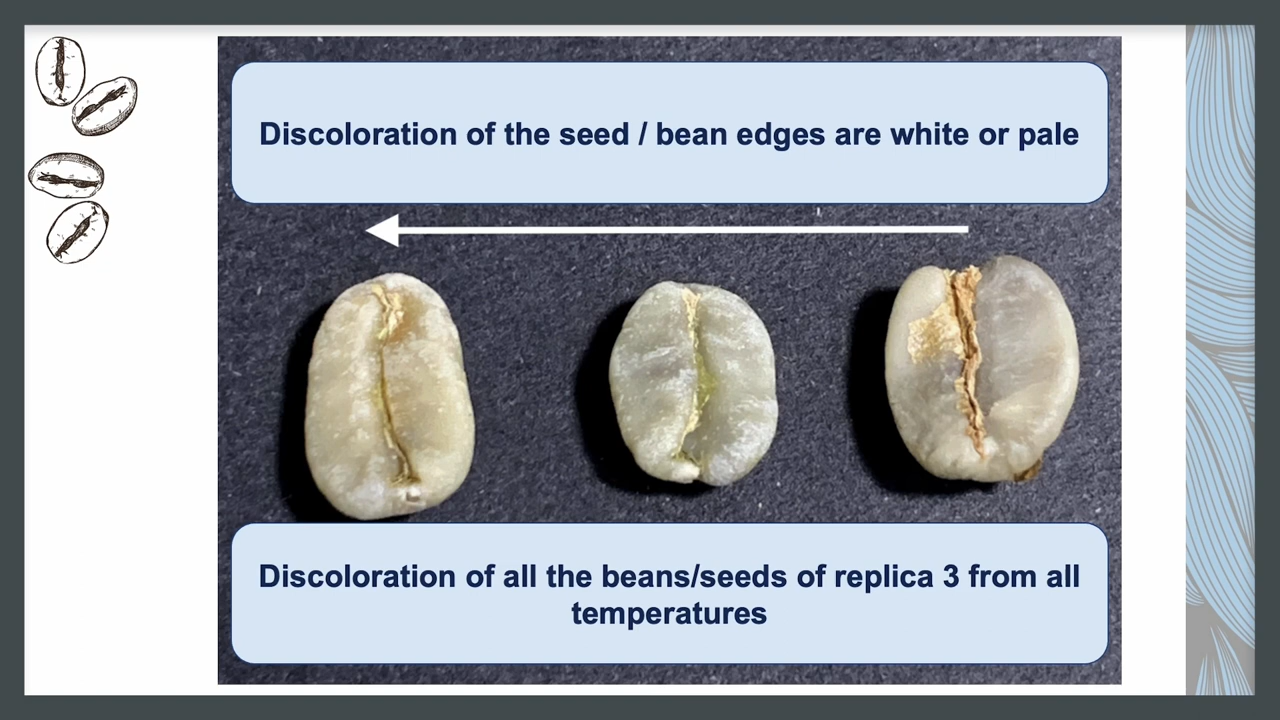 Discoloration of the seed / bean edges are white or pale
Discoloration of all the beans/seeds of replica 3 from all
temperatures